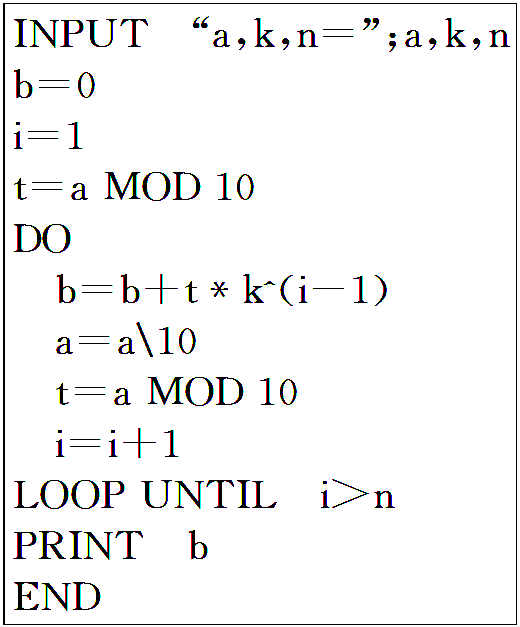 INPUT “a,k,n=”;a,k,n
b=0
i=1
t=a MOD 10
DO
b=b+t*k^(i-1)
a=a\10
t=a MOD 10
i=i+1
LOOP UNTIL i>n
PRINT b
END